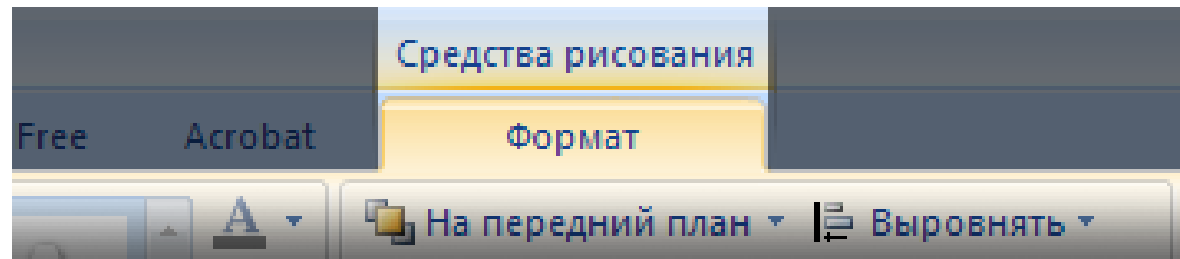 Средства рисования
Free Acrobat Формат
А На передний план Выровнять